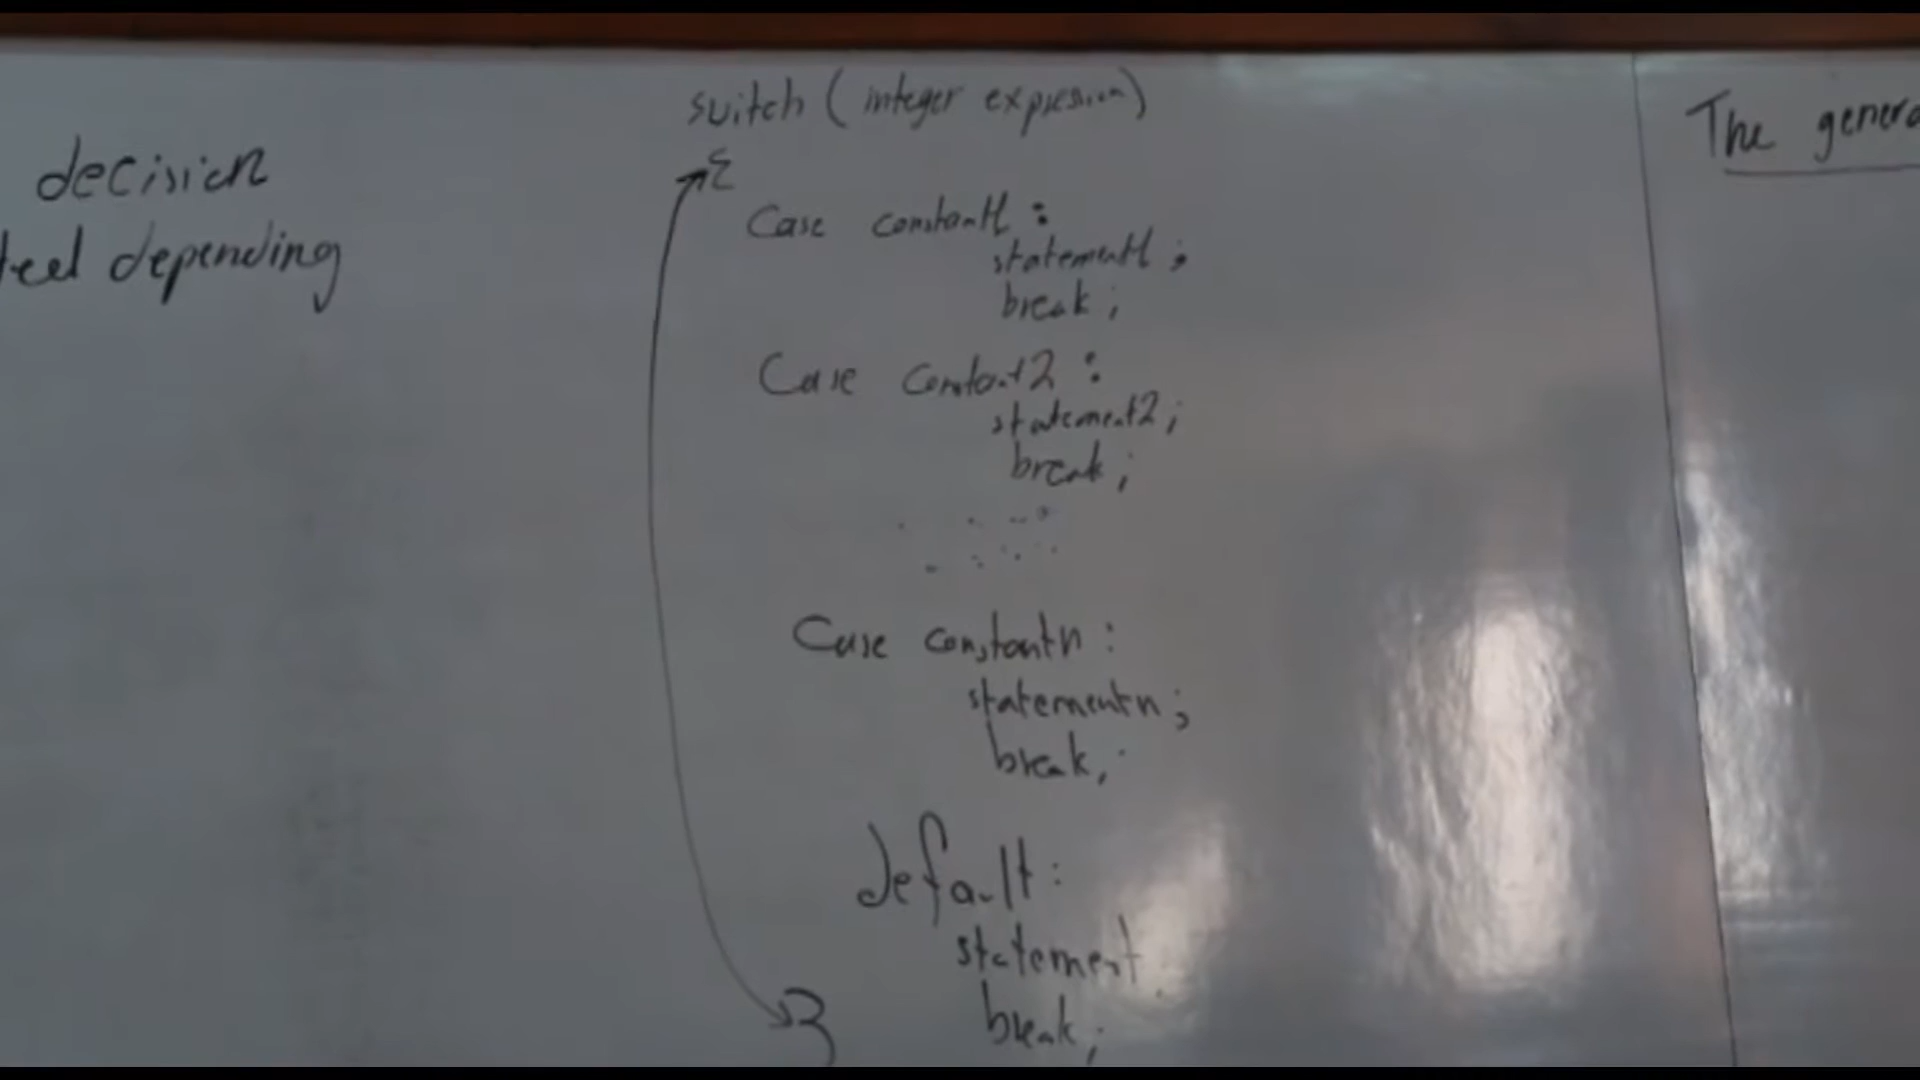 decision
depending
switch ( integer expression)
{
Case constant1 :
statement1 ;
break ;
Case constant2 :
statement2 ;
break ;
. . . .
. . . .
Case constantn :
statementn ;
break ;
default :
statement
break ;
}
The genera